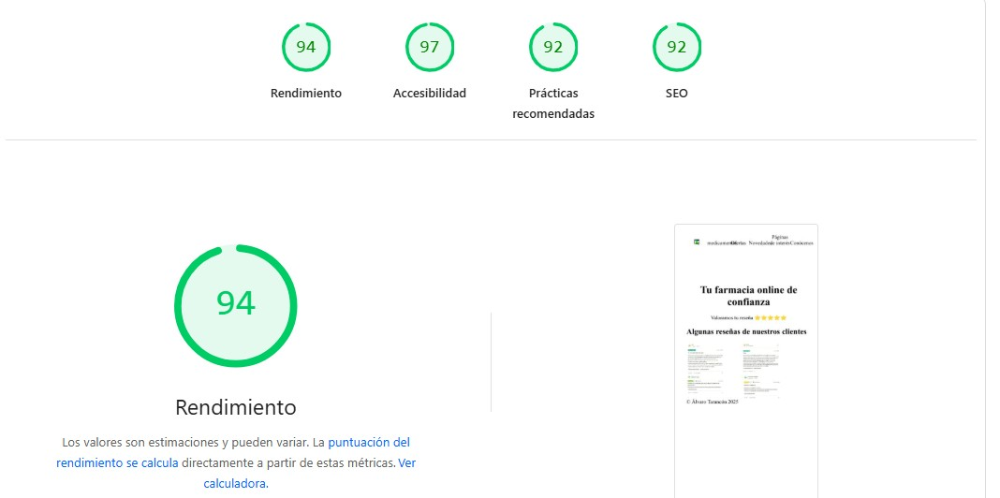 94
97
92
92
Rendimiento
Accesibilidad
Prácticas
recomendadas
SEO
94
Rendimiento
Los valores son estimaciones y pueden variar. La puntuación del
rendimiento se calcula directamente a partir de estas métricas. Ver
calculadora.
Páginas
Tu farmacia online de
confianza
Valoramos tu reseña
Algunas reseñas de nuestros clientes
© Álvaro Tarancón 2025